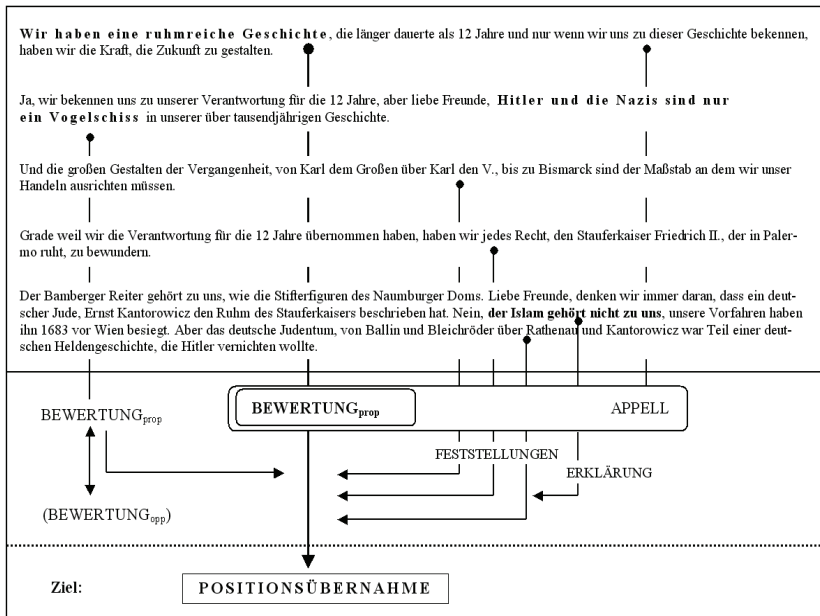 Wir haben eine ruhmreiche Geschichte, die länger dauerte als 12 Jahre und nur wenn wir uns zu dieser Geschichte bekennen,
haben wir die Kraft, die Zukunft zu gestalten.
Ja, wir bekennen uns zu unserer Verantwortung für die 12 Jahre, aber liebe Freunde, Hitler und die Nazis sind nur
ein Vogelschiss in unserer über tausendjährigen Geschichte.
Und die großen Gestalten der Vergangenheit, von Karl dem Großen über Karl den V., bis zu Bismarck sind der Maßstab an dem wir unser
Handeln ausrichten müssen.
Grade weil wir die Verantwortung für die 12 Jahre übernommen haben, haben wir jedes Recht, den Stauferkaiser Friedrich II., der in Paler-
mo ruht, zu bewundern.
Der Bamberger Reiter gehört zu uns, wie die Stifterfiguren des Naumburger Doms. Liebe Freunde, denken wir immer daran, dass ein deut-
scher Jude, Ernst Kantorowicz den Ruhm des Stauferkaisers beschrieben hat. Nein, der Islam gehört nicht zu uns, unsere Vorfahren haben
ihn 1683 vor Wien besiegt. Aber das deutsche Judentum, von Ballin und Bleichröder über Rathenau und Kantorowicz war Teil einer deut-
schen Heldengeschichte, die Hitler vernichten wollte.
BEWERTUNGprop
BEWERTUNGprop APPELL
FESTSTELLUNGEN
ERKLÄRUNG
(BEWERTUNGopp)
Ziel: POSITIONSÜBERNAHME